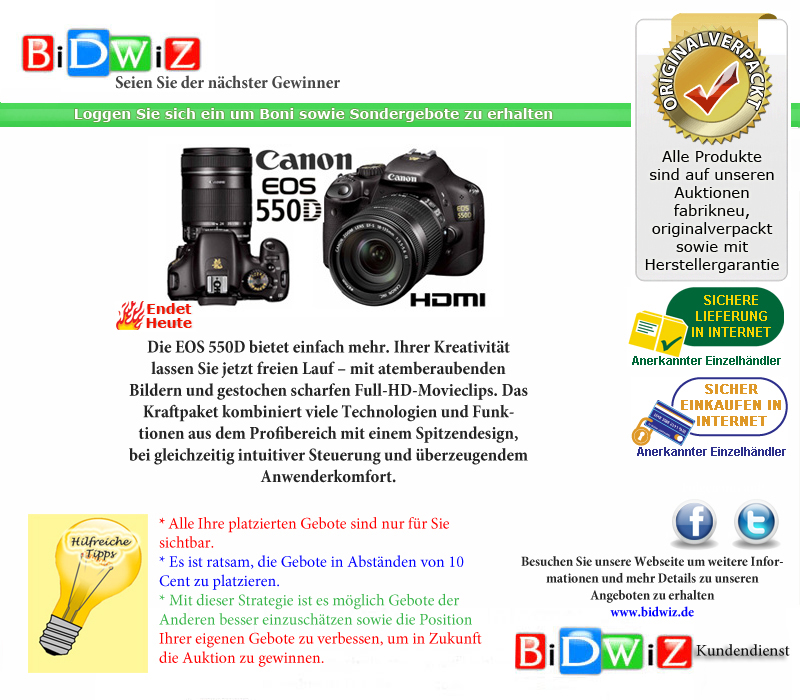 BiDWiZ
Seien Sie der nächster Gewinner
Loggen Sie sich ein um Boni sowie Sondergebote zu erhalten
ORIGINALVERPACKT
Alle Produkte
sind auf unseren
Auktionen
fabrikneu,
originalverpackt
sowie mit
Herstellergarantie
Canon
EOS
550D
Canon
EOS
550D
HDMI
Endet
Heute
SICHERE
LIEFERUNG
IN INTERNET
Anerkannter Einzelhändler
Die EOS 550D bietet einfach mehr. Ihrer Kreativität
lassen Sie jetzt freien Lauf – mit atemberaubenden
Bildern und gestochen scharfen Full-HD-Movieclips. Das
Kraftpaket kombiniert viele Technologien und Funk-
tionen aus dem Profibereich mit einem Spitzendesign,
bei gleichzeitig intuitiver Steuerung und überzeugendem
Anwenderkomfort.
SICHER
EINKAUFEN IN
INTERNET
Anerkannter Einzelhändler
Hilfreiche
Tipps
* Alle Ihre platzierten Gebote sind nur für Sie
sichtbar.
* Es ist ratsam, die Gebote in Abständen von 10
Cent zu platzieren.
* Mit dieser Strategie ist es möglich Gebote der
Anderen besser einzuschätzen sowie die Position
Ihrer eigenen Gebote zu verbessen, um in Zukunft
die Auktion zu gewinnen.
Besuchen Sie unsere Webseite um weitere Infor-
mationen und mehr Details zu unseren
Angeboten zu erhalten
www.bidwiz.de
BiDWiZ Kundendienst